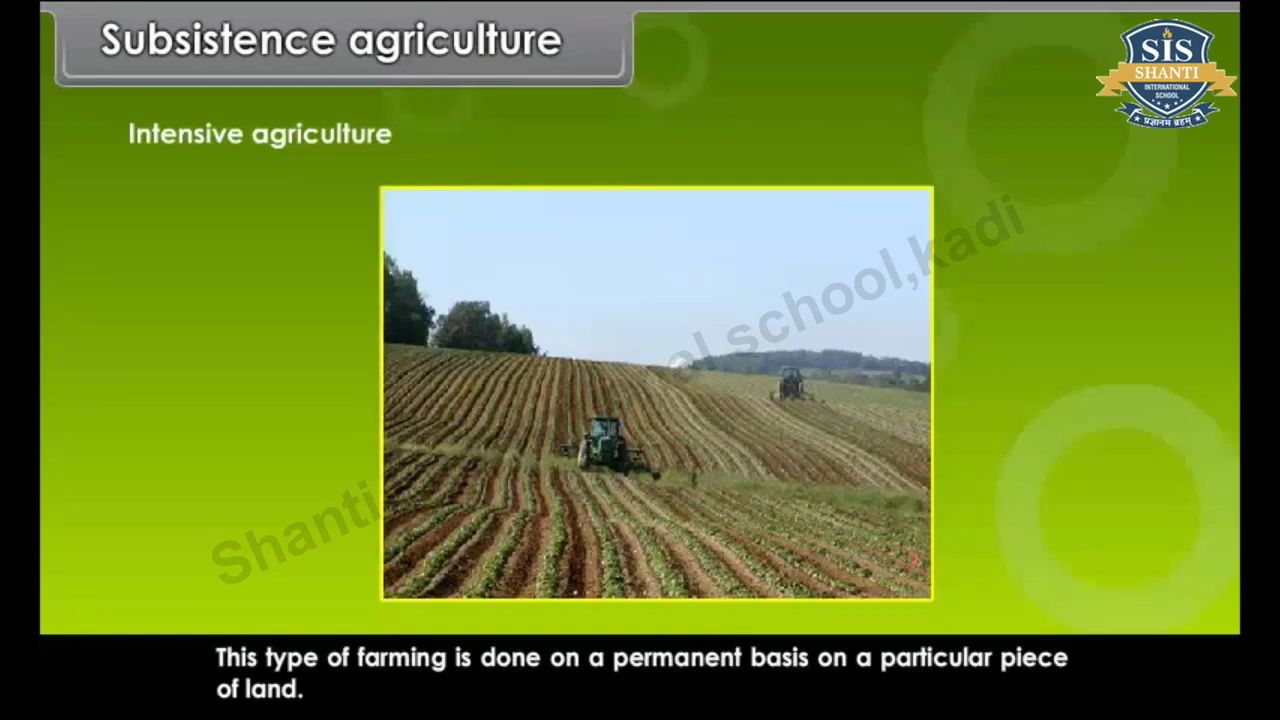 Subsistence agriculture
SIS
SHANTI
INTERNATIONAL
SCHOOL
प्रज्ञानम ब्रह्म्
Intensive agriculture
Shanti al school,kadi
This type of farming is done on a permanent basis on a particular piece
of land.